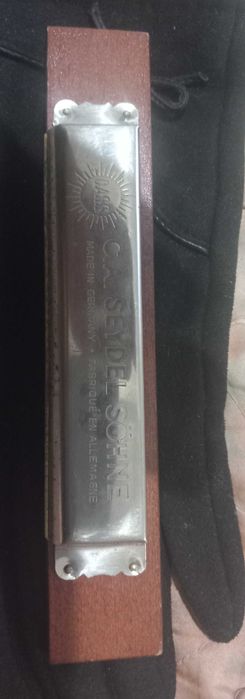 C.A. SEYDEL SÖHNE
MADE IN GERMANY • FABRIQUÉ EN ALLEMAGNE